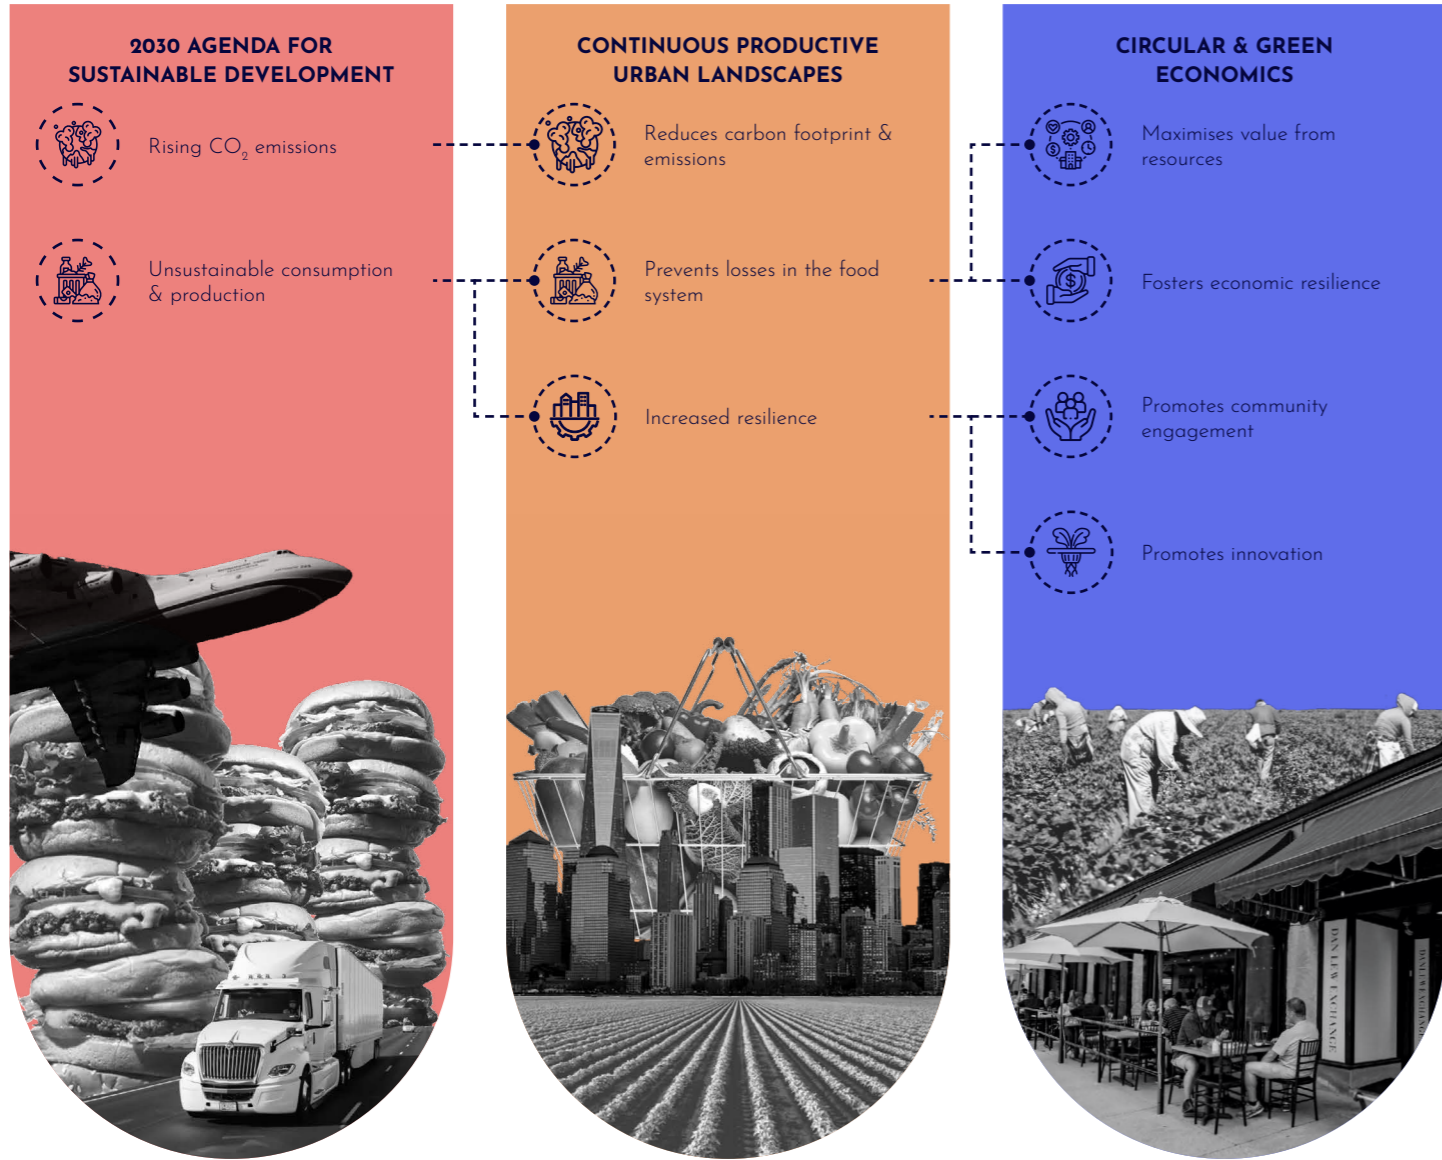 2030 AGENDA FOR
SUSTAINABLE DEVELOPMENT
Rising CO₂ emissions
Unsustainable consumption
& production
CONTINUOUS PRODUCTIVE
URBAN LANDSCAPES
Reduces carbon footprint &
emissions
Prevents losses in the food
system
Increased resilience
CIRCULAR & GREEN
ECONOMICS
Maximises value from
resources
Fosters economic resilience
Promotes community
engagement
Promotes innovation